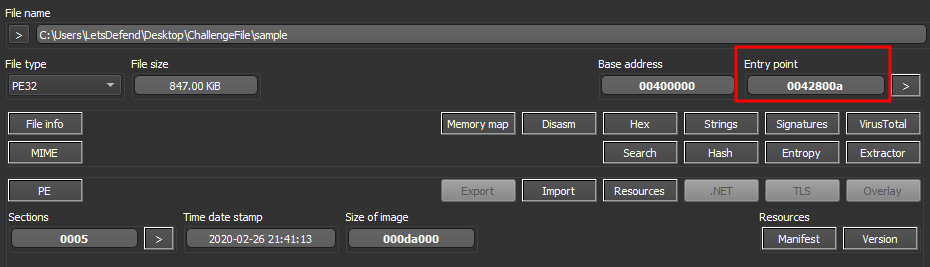 File name
> C:\Users\LetsDefend\Desktop\ChallengeFile\sample
File type File size Base address Entry point
PE32 847.00 KiB 00400000 0042800a >
File info Memory map Disasm Hex Strings Signatures VirusTotal
MIME Search Hash Entropy Extractor
PE Export Import Resources .NET TLS Overlay
Sections Time date stamp Size of image Resources
0005 > 2020-02-26 21:41:13 000da000 Manifest Version